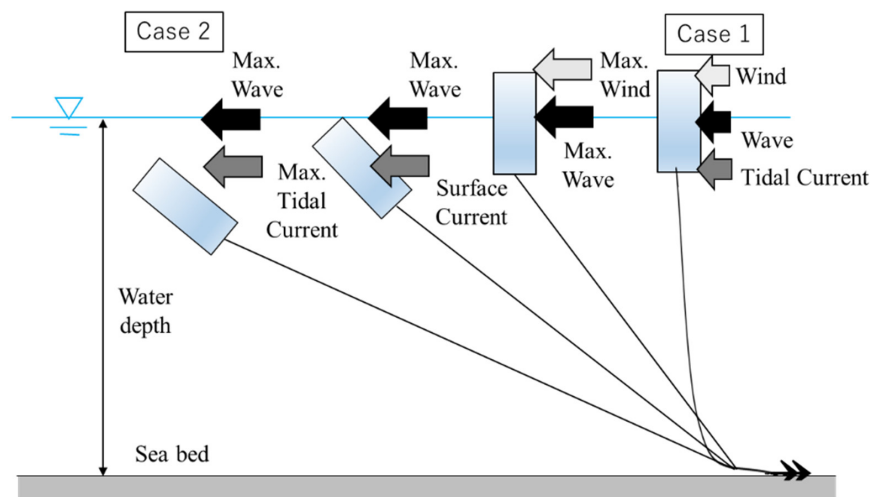 Case 2
Case 1
Max.
Wave
Max.
Wave
Max.
Wind
Wind
Max.
Wave
Wave
Max.
Tidal
Current
Surface
Current
Tidal Current
Water
depth
Sea bed